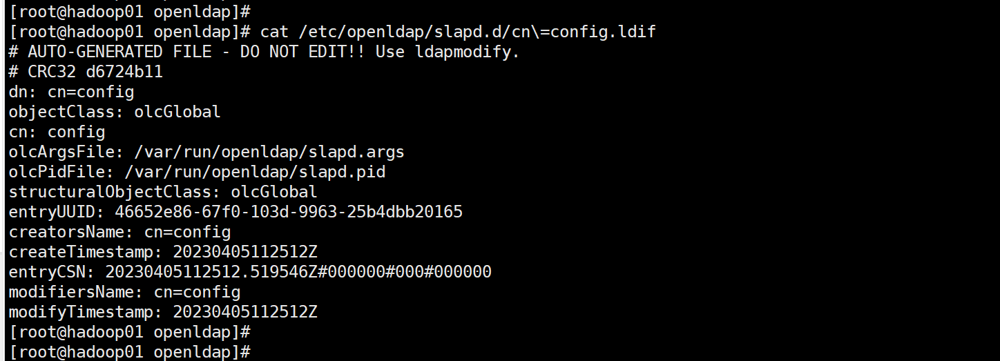 [root@hadoop01 openldap]#
[root@hadoop01 openldap]# cat /etc/openldap/slapd.d/cn\=config.ldif
# AUTO-GENERATED FILE - DO NOT EDIT!! Use ldapmodify.
# CRC32 d6724b11
dn: cn=config
objectClass: olcGlobal
cn: config
olcArgsFile: /var/run/openldap/slapd.args
olcPidFile: /var/run/openldap/slapd.pid
structuralObjectClass: olcGlobal
entryUUID: 46652e86-67f0-103d-9963-25b4dbb20165
creatorsName: cn=config
createTimestamp: 20230405112512Z
entryCSN: 20230405112512.519546Z#000000#000#000000
modifiersName: cn=config
modifyTimestamp: 20230405112512Z
[root@hadoop01 openldap]#
[root@hadoop01 openldap]#